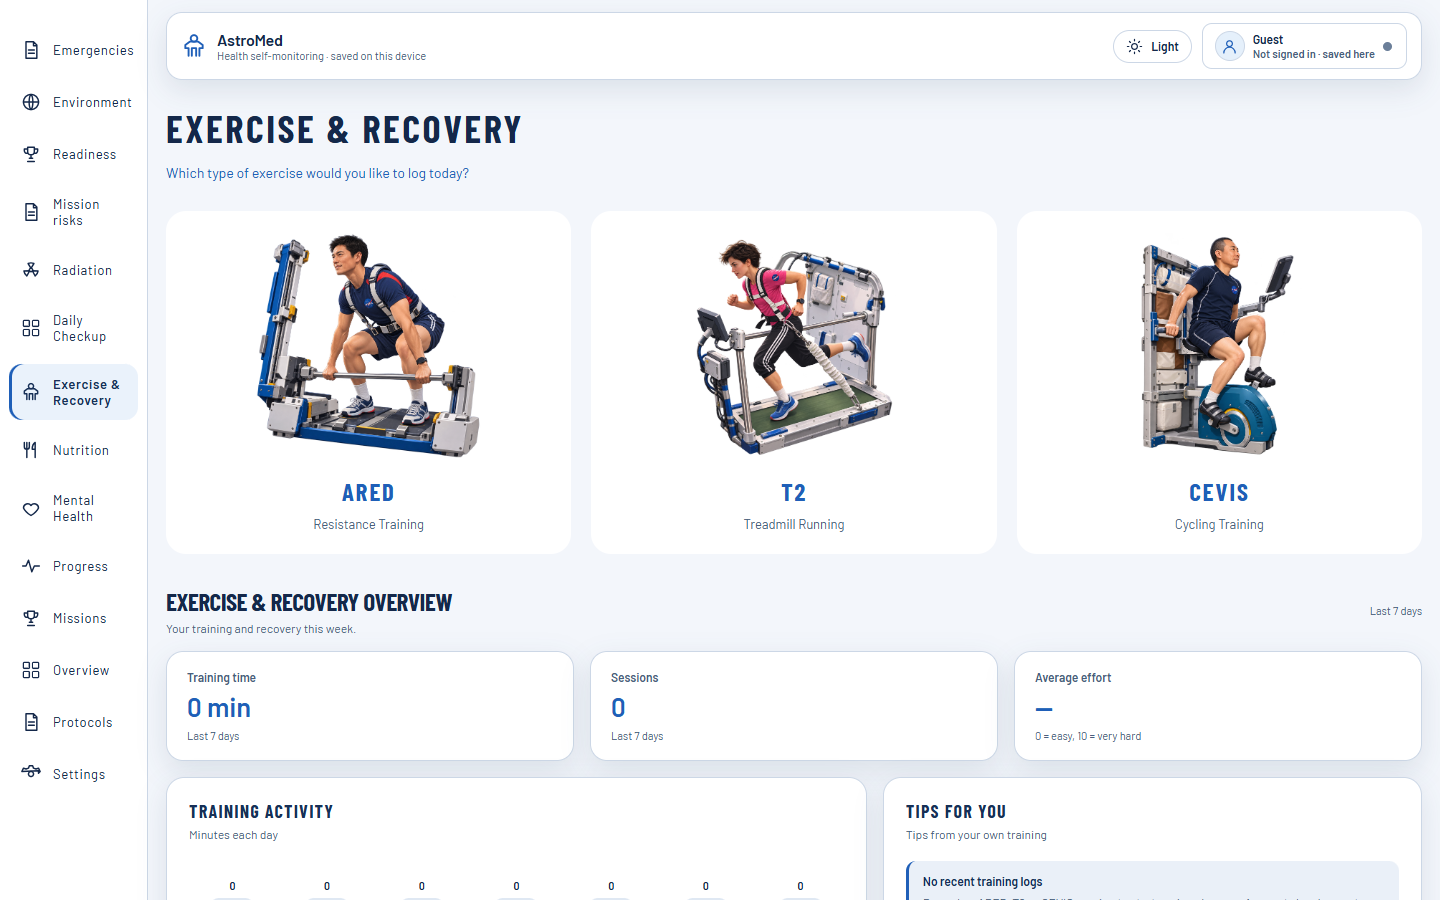 Emergencies
Environment
Readiness
Mission
risks
Radiation
Daily
Checkup
Exercise &
Recovery
Nutrition
Mental
Health
Progress
Missions
Overview
Protocols
Settings
AstroMed
Health self-monitoring · saved on this device
Light
Guest
Not signed in · saved here
EXERCISE & RECOVERY
Which type of exercise would you like to log today?
ARED
Resistance Training
T2
Treadmill Running
CEVIS
Cycling Training
EXERCISE & RECOVERY OVERVIEW
Your training and recovery this week.
Last 7 days
Training time
0 min
Last 7 days
Sessions
0
Last 7 days
Average effort
—
0 = easy, 10 = very hard
TRAINING ACTIVITY
Minutes each day
0 0 0 0 0 0 0
TIPS FOR YOU
Tips from your own training
No recent training logs